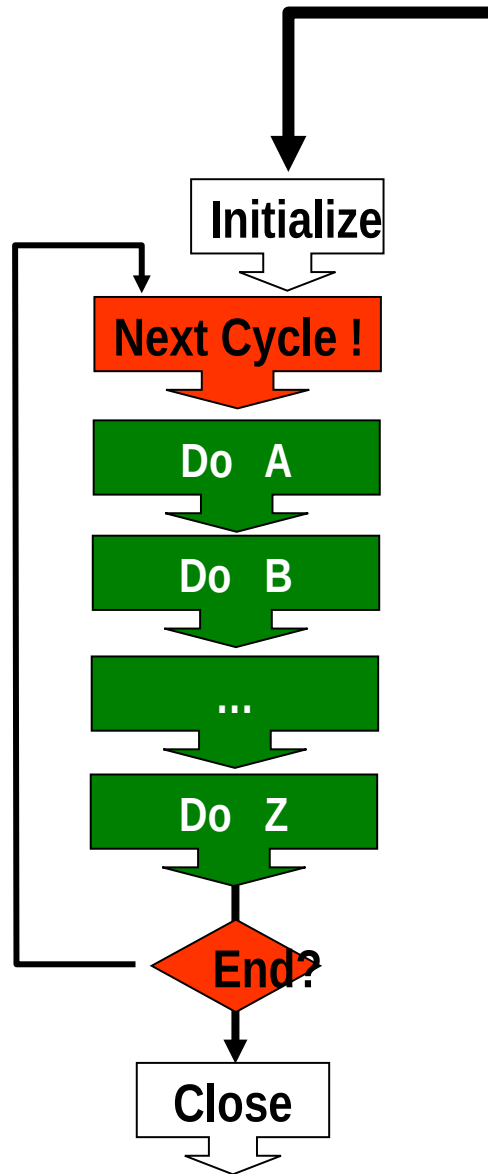 Initialize
Next Cycle !
Do A
Do B
...
Do Z
End?
Close